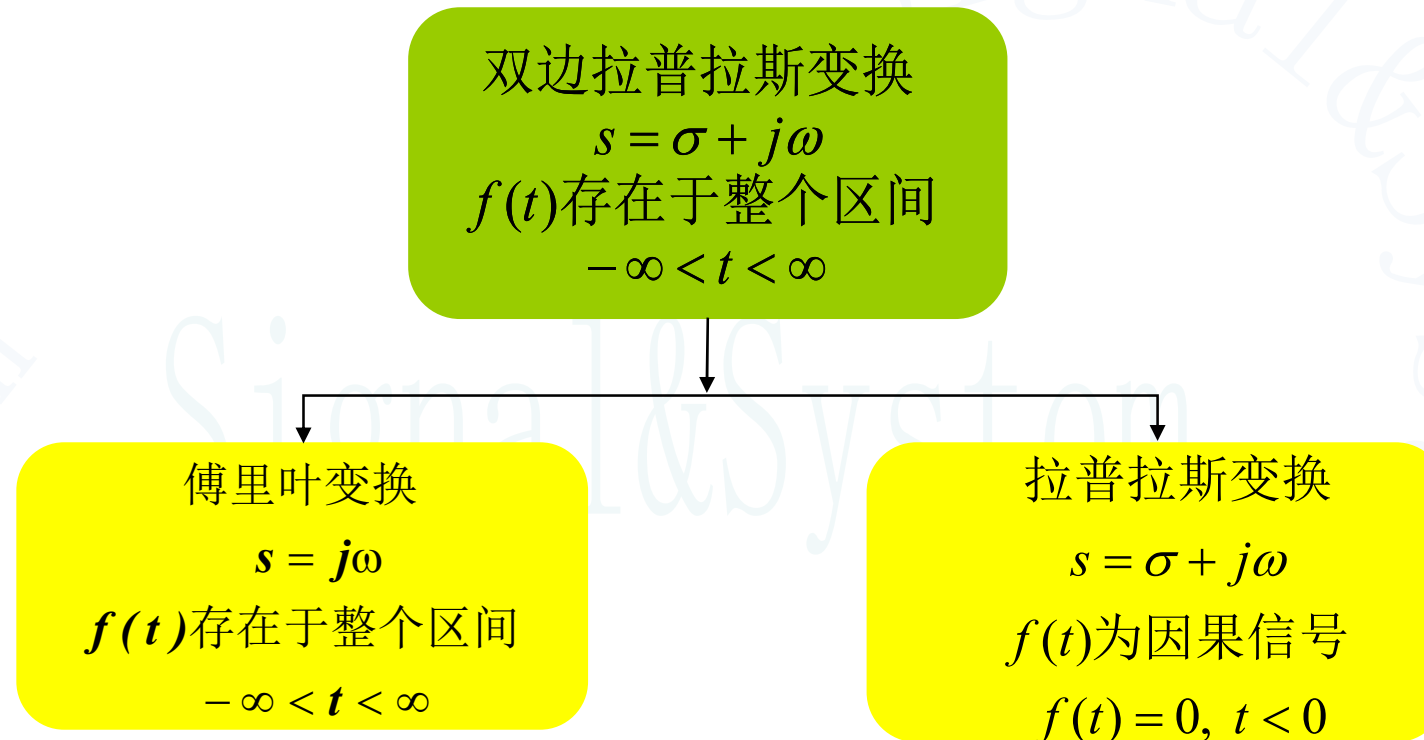 双边拉普拉斯变换
s = σ + jω
f(t)存在于整个区间
−∞ < t < ∞
Signal&System
傅里叶变换
s = jω
f(t)存在于整个区间
−∞ < t < ∞
拉普拉斯变换
s = σ + jω
f(t)为因果信号
f(t) = 0, t < 0